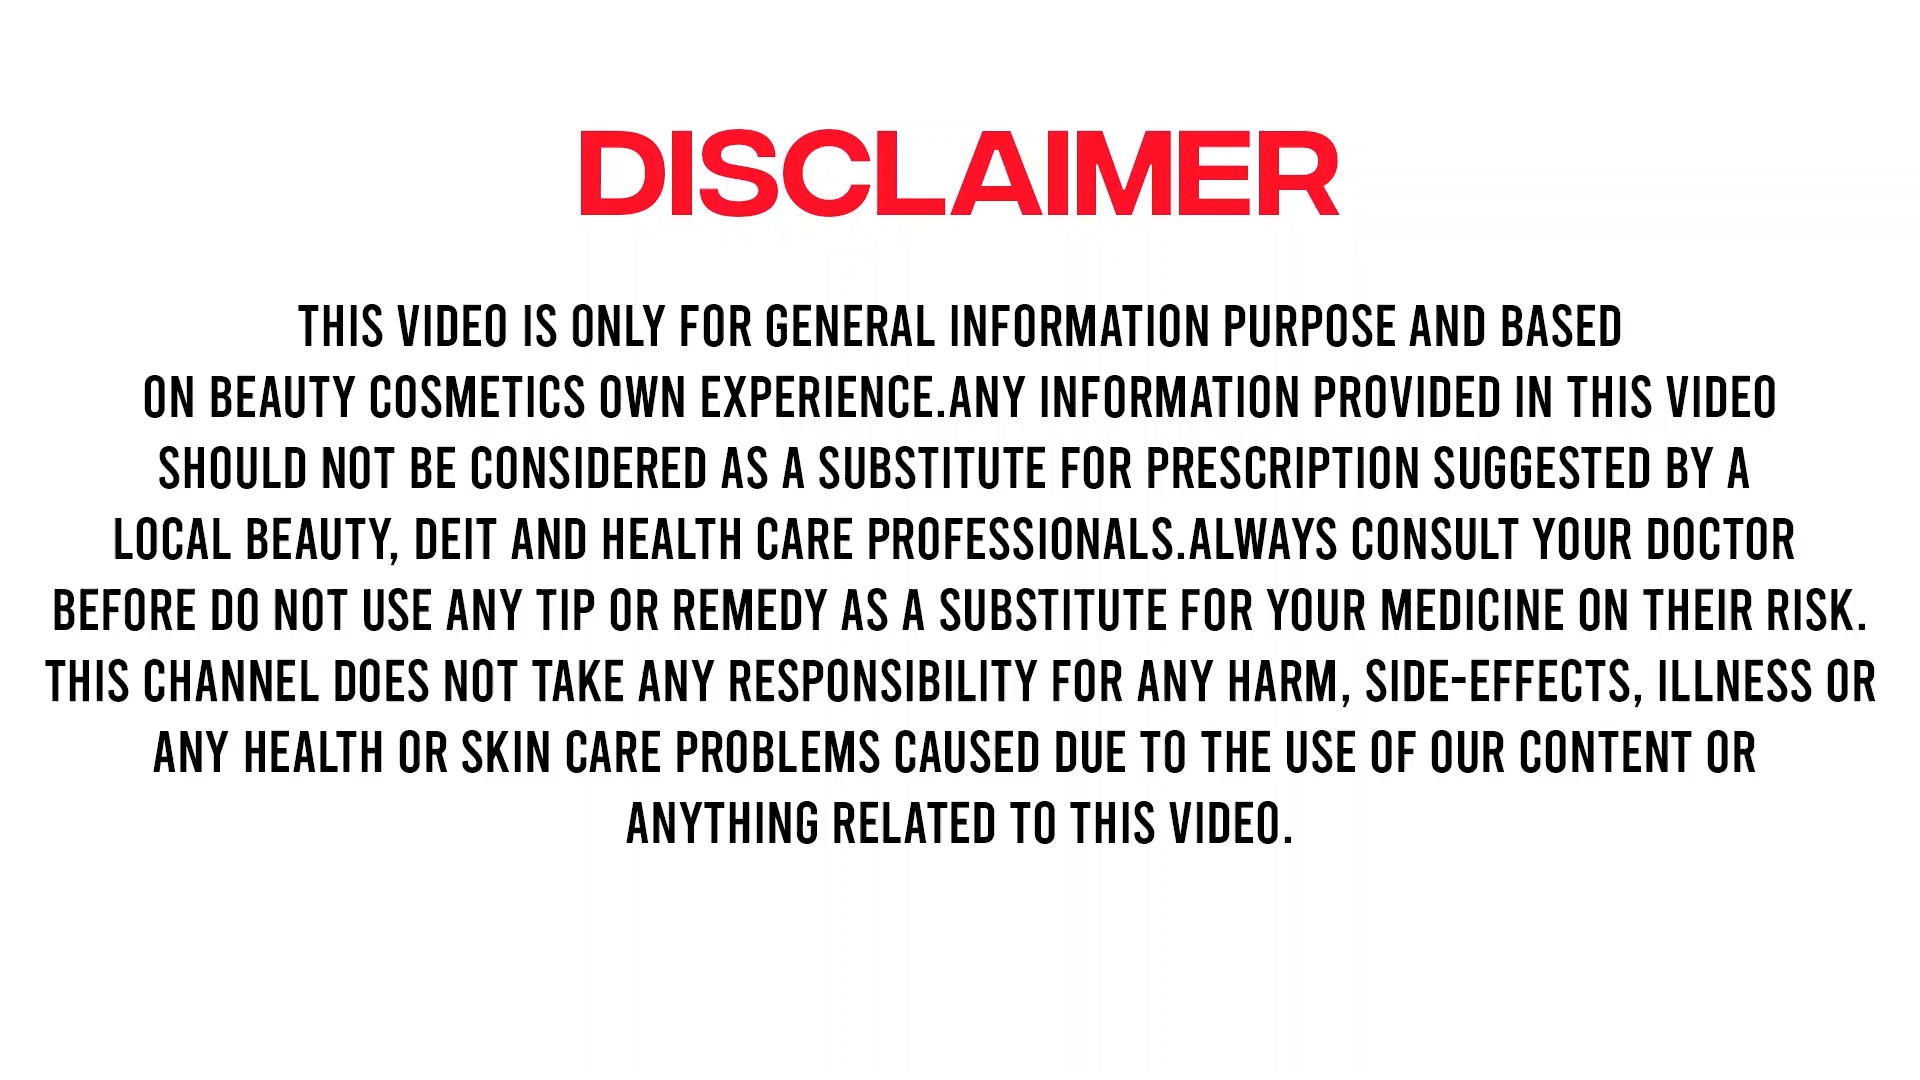 DISCLAIMER
THIS VIDEO IS ONLY FOR GENERAL INFORMATION PURPOSE AND BASED
ON BEAUTY COSMETICS OWN EXPERIENCE.ANY INFORMATION PROVIDED IN THIS VIDEO
SHOULD NOT BE CONSIDERED AS A SUBSTITUTE FOR PRESCRIPTION SUGGESTED BY A
LOCAL BEAUTY, DEIT AND HEALTH CARE PROFESSIONALS.ALWAYS CONSULT YOUR DOCTOR
BEFORE DO NOT USE ANY TIP OR REMEDY AS A SUBSTITUTE FOR YOUR MEDICINE ON THEIR RISK.
THIS CHANNEL DOES NOT TAKE ANY RESPONSIBILITY FOR ANY HARM, SIDE-EFFECTS, ILLNESS OR
ANY HEALTH OR SKIN CARE PROBLEMS CAUSED DUE TO THE USE OF OUR CONTENT OR
ANYTHING RELATED TO THIS VIDEO.